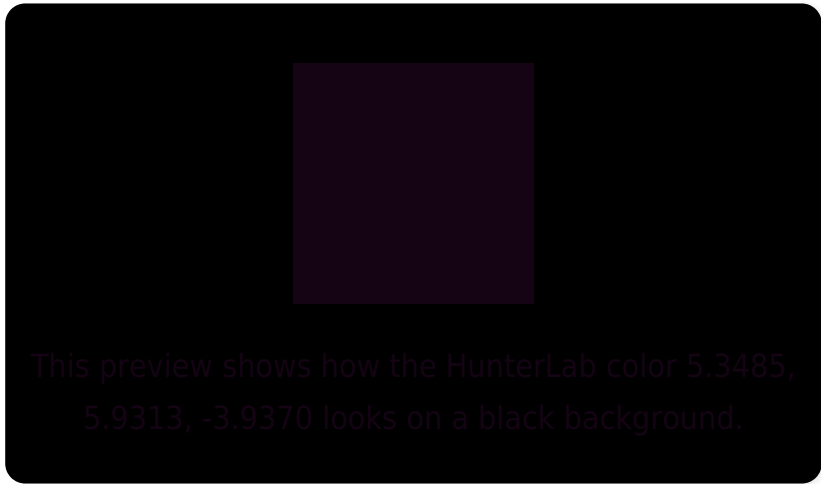 This preview shows how the HunterLab color 5.3485,
5.9313, -3.9370 looks on a black background.